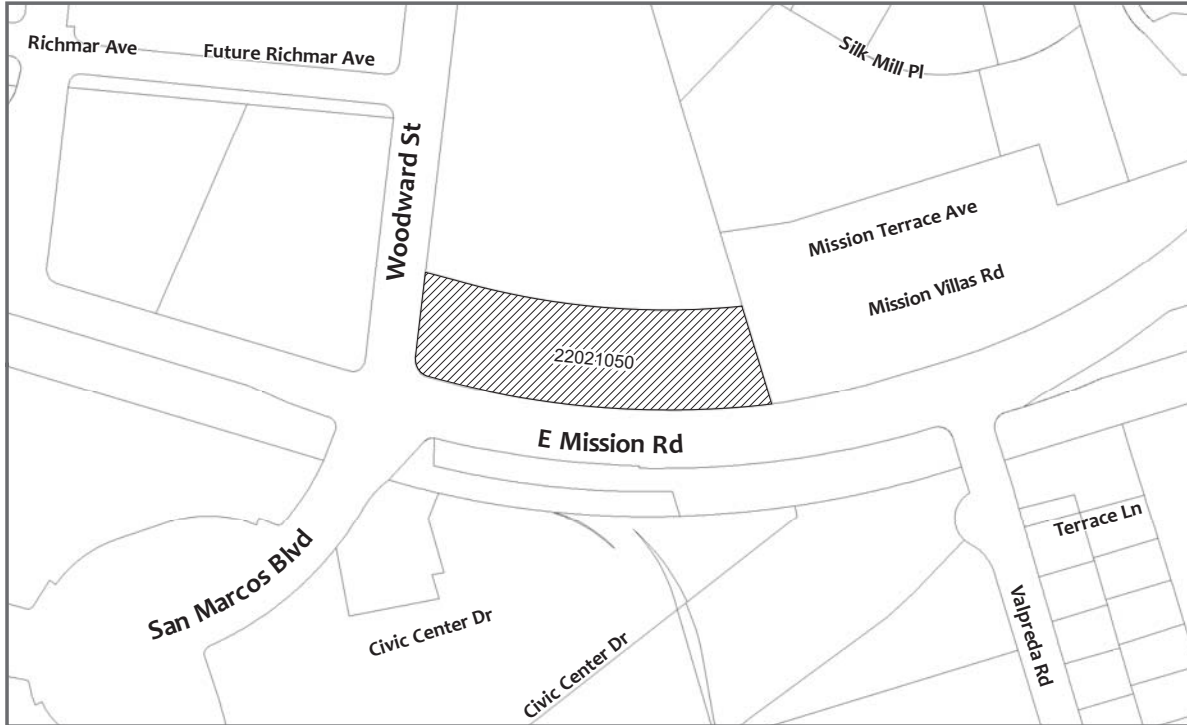 Richmar Ave
Future Richmar Ave
Silk Mill Pl
Woodward St
Mission Terrace Ave
Mission Villas Rd
22021050
E Mission Rd
San Marcos Blvd
Civic Center Dr
Civic Center Dr
Terrace Ln
Valpreda Rd